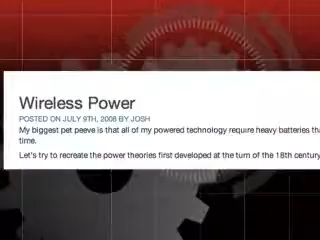 Wireless Power
POSTED ON JULY 9TH, 2008 BY JOSH
My biggest pet peeve is that all of my powered technology require heavy batteries tha
time.
Let's try to recreate the power theories first developed at the turn of the 18th century